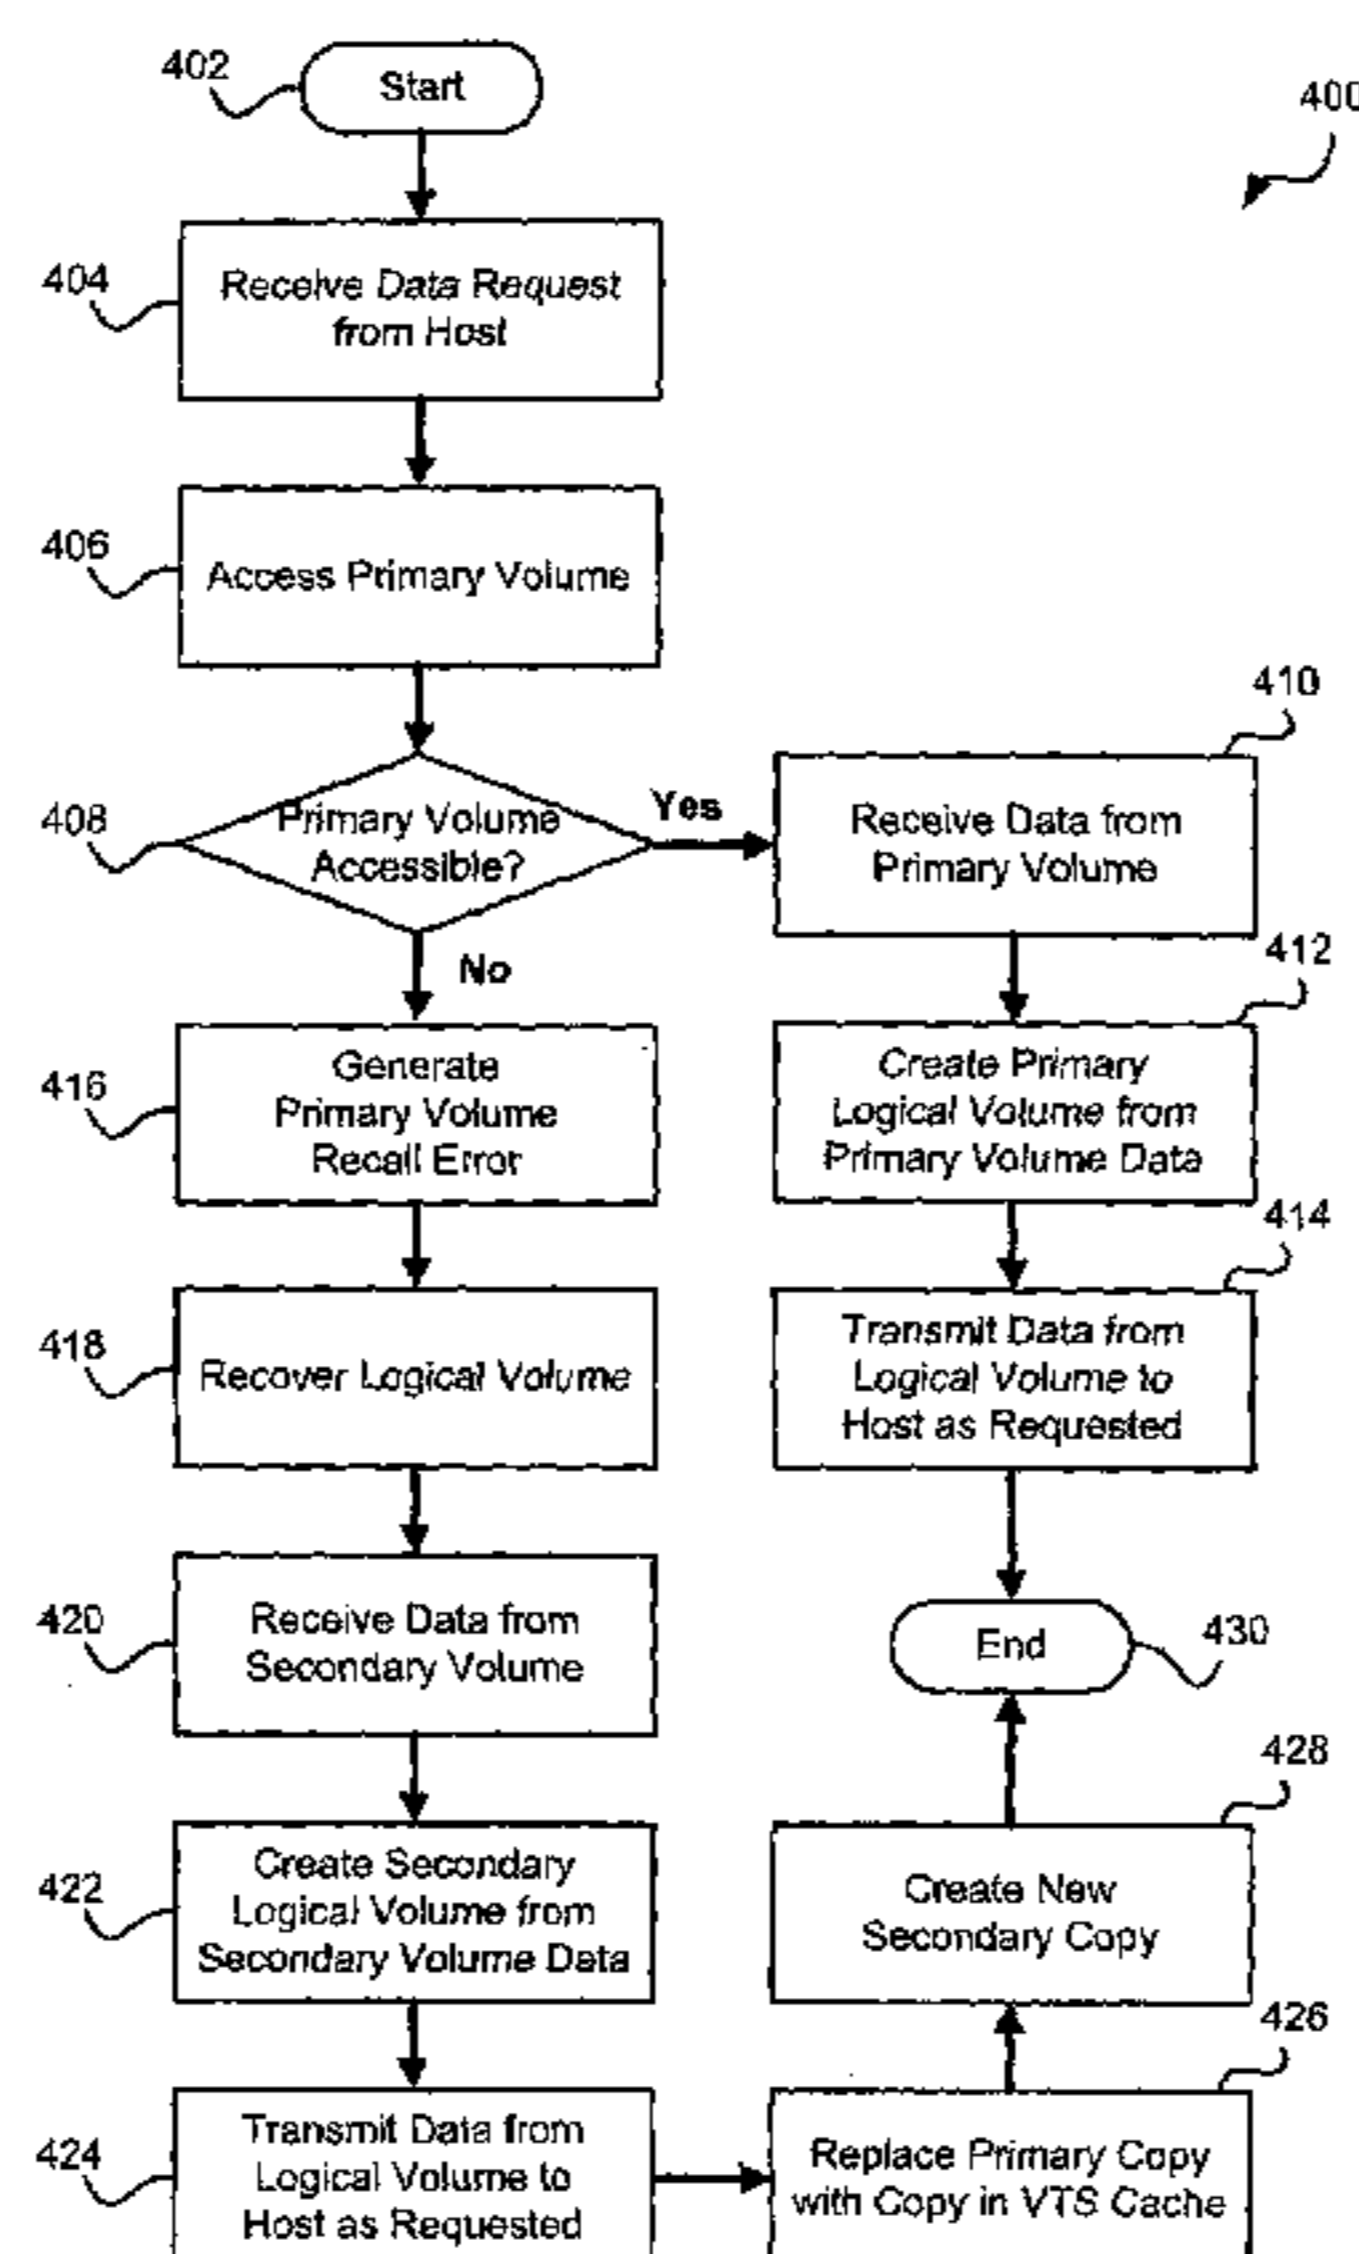 402
Start
400
404
Receive Data Request
from Host
406
Access Primary Volume
408
Primary Volume
Accessible?
Yes
No
410
Receive Data from
Primary Volume
412
Create Primary
Logical Volume from
Primary Volume Data
414
Transmit Data from
Logical Volume to
Host as Requested
416
Generate
Primary Volume
Recall Error
418
Recover Logical Volume
420
Receive Data from
Secondary Volume
422
Create Secondary
Logical Volume from
Secondary Volume Data
424
Transmit Data from
Logical Volume to
Host as Requested
426
Replace Primary Copy
with Copy in VTS Cache
428
Create New
Secondary Copy
End
430